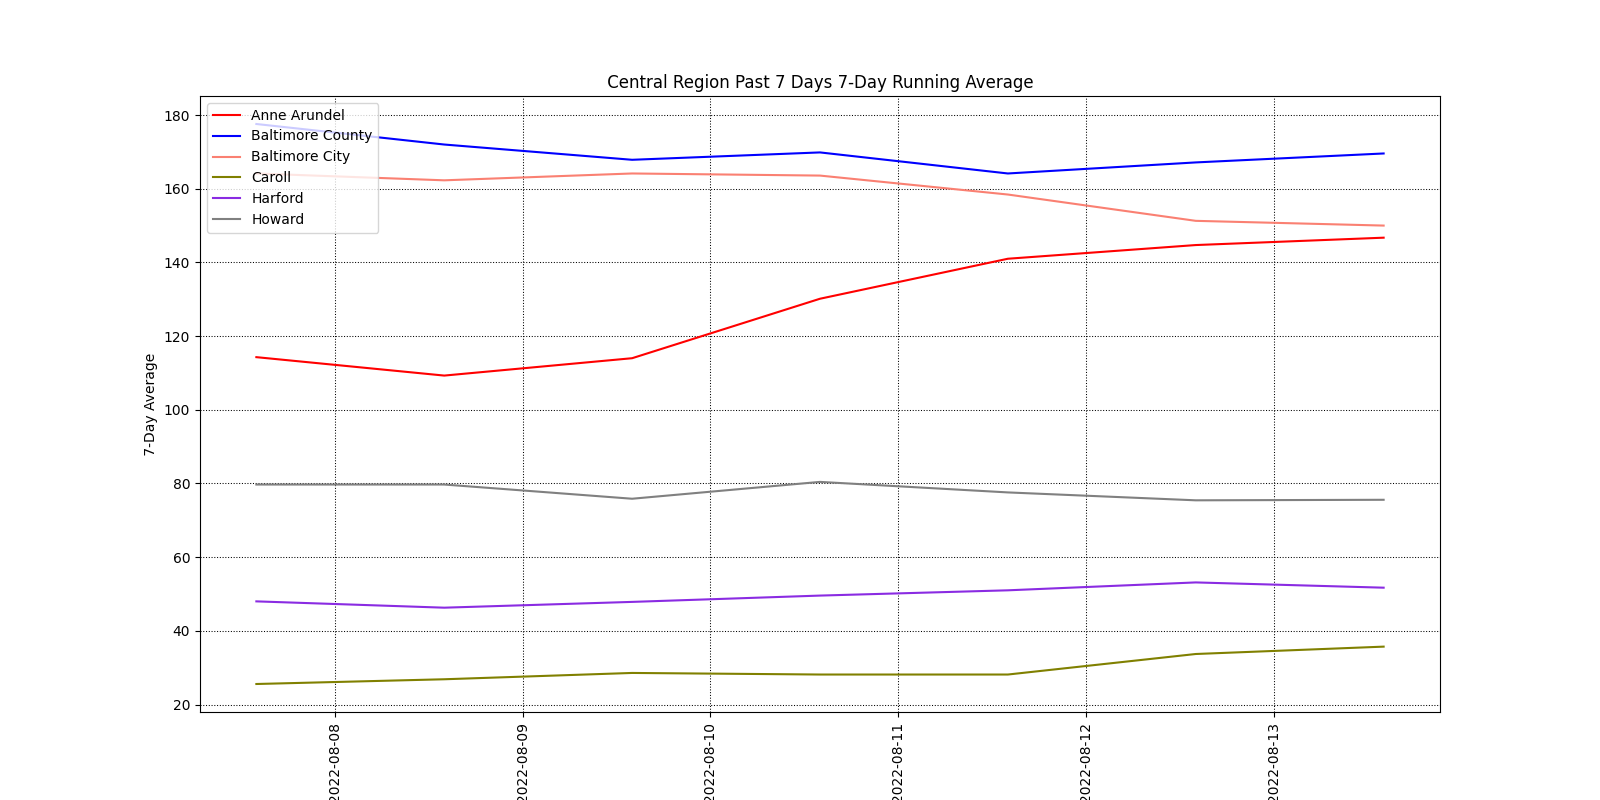 Central Region Past 7 Days 7-Day Running Average
Anne Arundel
Baltimore County
Baltimore City
Caroll
Harford
Howard
7-Day Average
180
160
140
120
100
80
60
40
20
2022-08-08
2022-08-09
2022-08-10
2022-08-11
2022-08-12
2022-08-13